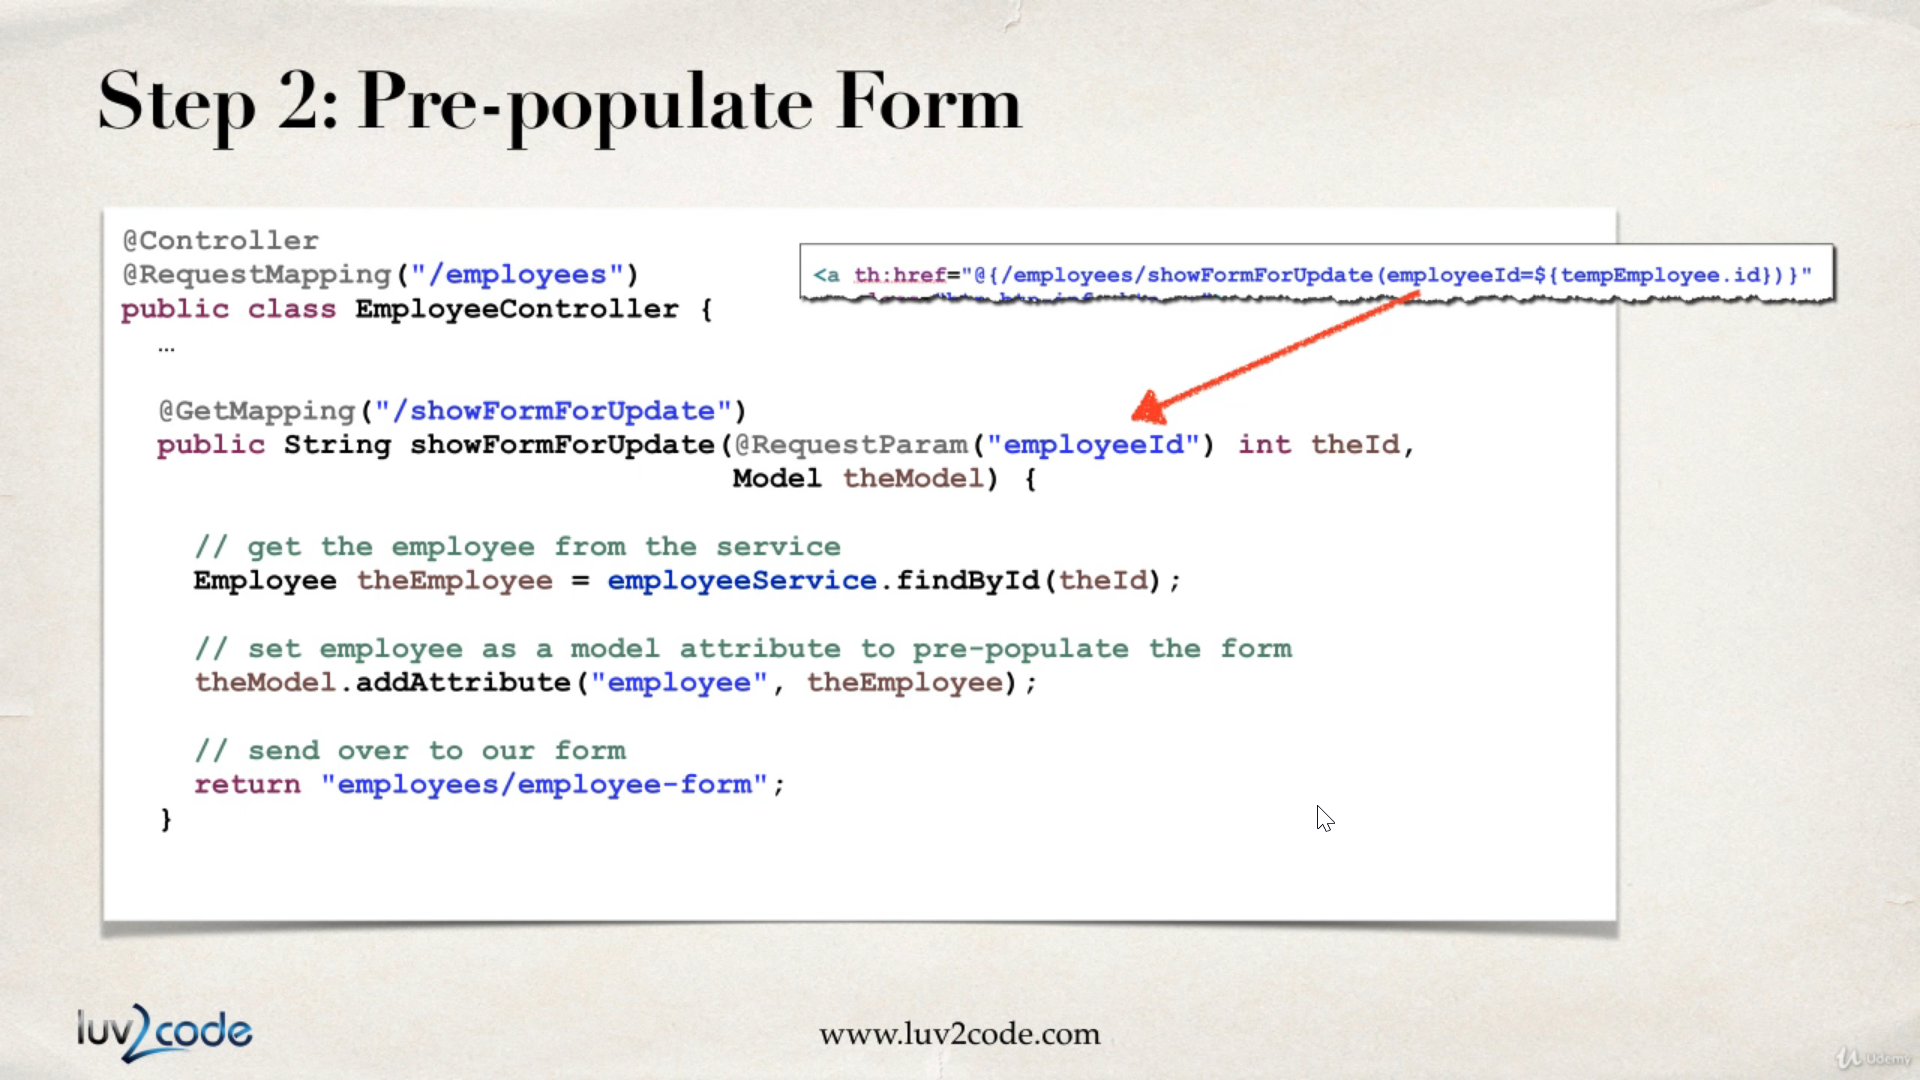 Step 2: Pre-populate Form
@Controller
@RequestMapping("/employees")
public class EmployeeController {
…
<a th:href="@{/employees/showFormForUpdate(employeeId=${tempEmployee.id})}"
@GetMapping("/showFormForUpdate")
public String showFormForUpdate(@RequestParam("employeeId") int theId,
Model theModel) {
// get the employee from the service
Employee theEmployee = employeeService.findById(theId);
// set employee as a model attribute to pre-populate the form
theModel.addAttribute("employee", theEmployee);
// send over to our form
return "employees/employee-form";
}
luv2code
www.luv2code.com
Udemy